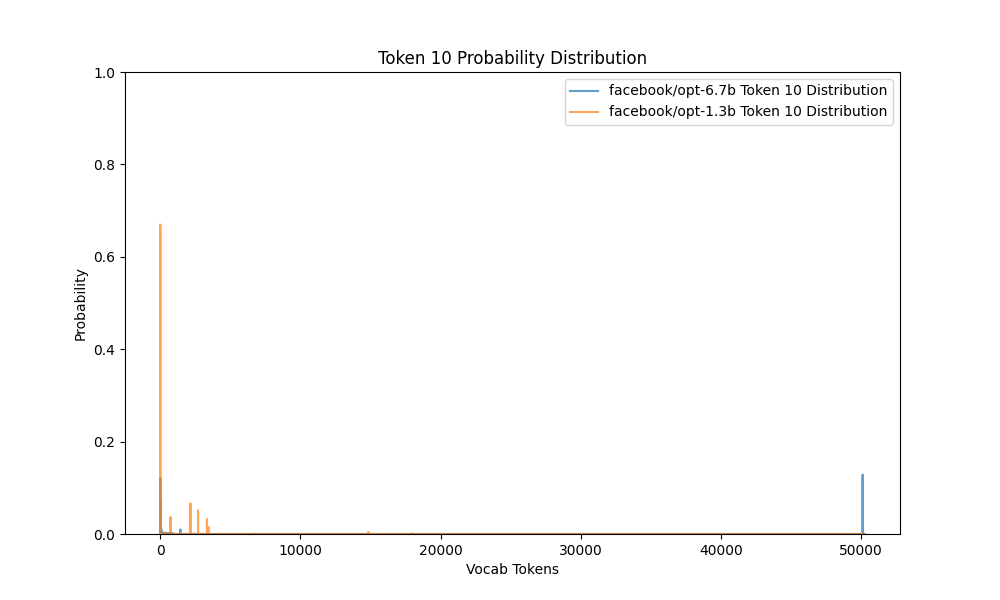 Token 10 Probability Distribution
facebook/opt-6.7b Token 10 Distribution
facebook/opt-1.3b Token 10 Distribution
1.0
0.8
0.6
0.4
0.2
0.0
Probability
0 10000 20000 30000 40000 50000
Vocab Tokens